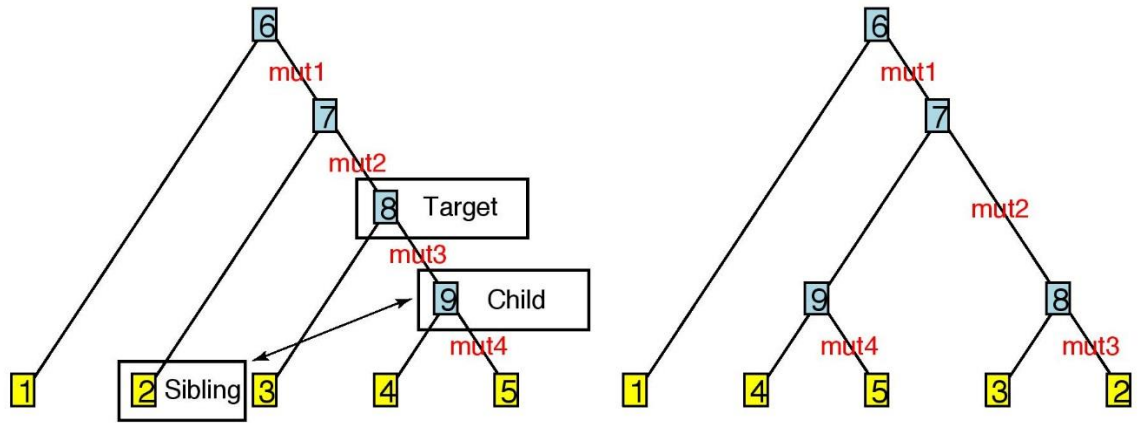 6 6
mut1 mut1
7 7
mut2
8 Target
mut2
mut3
9 Child 9 8
mut4 mut4 mut3
1 2 Sibling 3 4 5 1 4 5 3 2